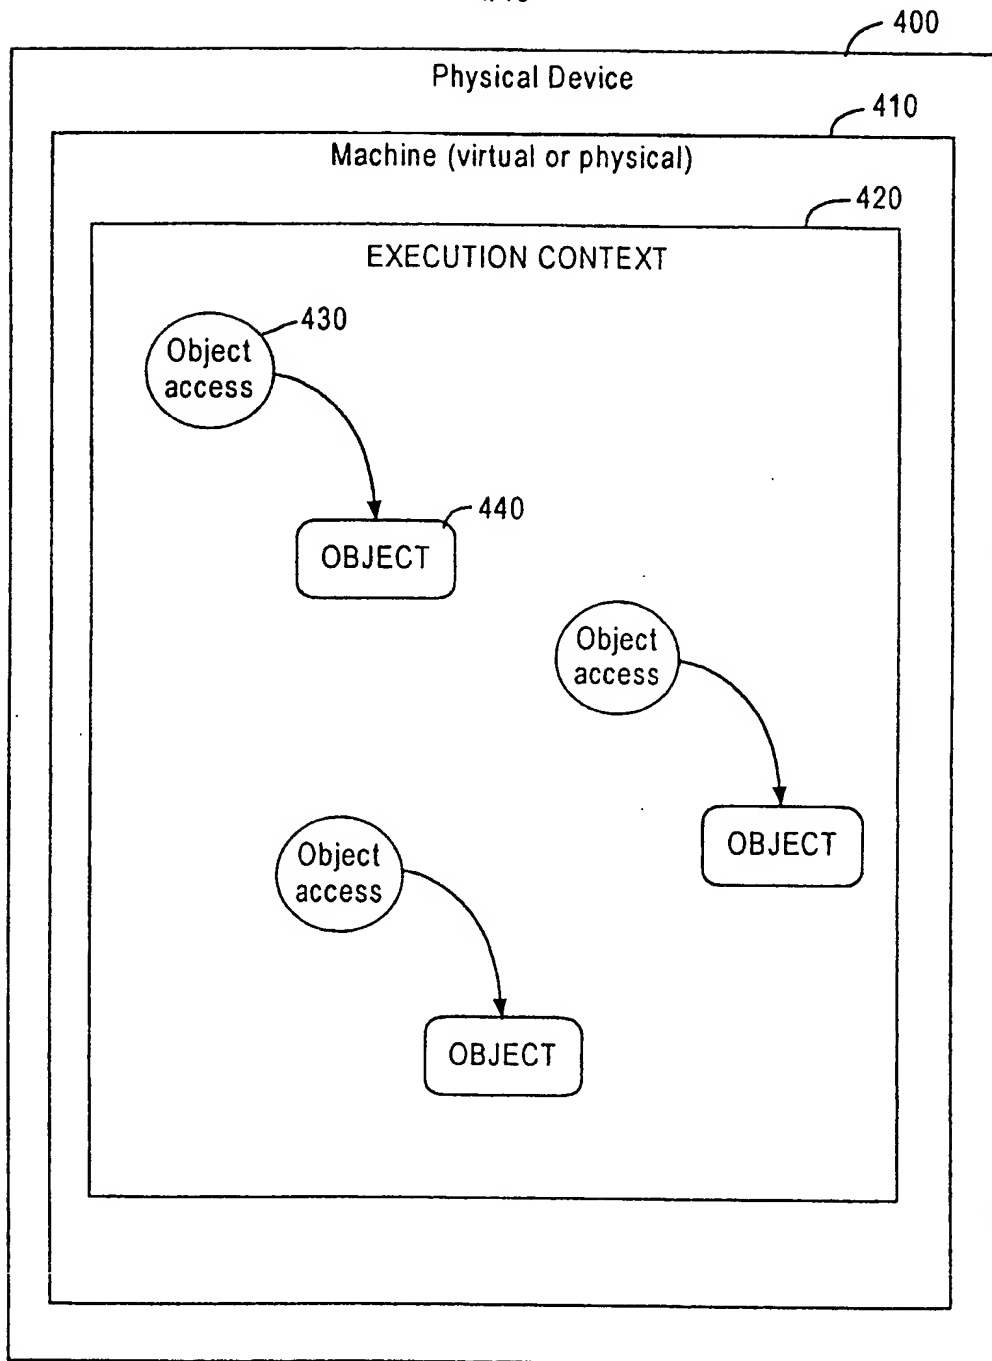 400
Physical Device
410
Machine (virtual or physical)
420
EXECUTION CONTEXT
430
Object
access
440
OBJECT
Object
access
OBJECT
Object
access
OBJECT